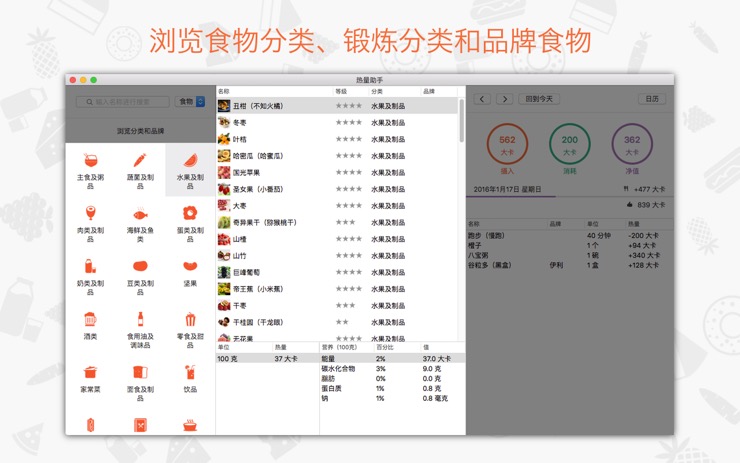 浏览食物分类、锻炼分类和品牌食物
热量助手
输入名称进行搜索 食物
浏览分类和品牌
主食及粥品 蔬菌及制品 水果及制品
肉类及制品 海鲜及鱼类 蛋类及制品
奶类及制品 豆类及制品 坚果
酒类 食用油及调味品 零食及甜品
家常菜 面食及制品 饮品
名称 等级 分类 品牌
丑柑（不知火橘） ★★★★ 水果及制品
冬枣 ★★★★ 水果及制品
叶桔 ★★★★ 水果及制品
哈密瓜（哈蜜瓜） ★★★★ 水果及制品
国光苹果 ★★★★ 水果及制品
圣女果（小番茄） ★★★★ 水果及制品
大枣 ★★★★ 水果及制品
奇异果干（猕猴桃干） ★★★ 水果及制品
山楂 ★★★★ 水果及制品
山竹 ★★★★ 水果及制品
巨峰葡萄 ★★★★ 水果及制品
帝王蕉（小米蕉） ★★★★ 水果及制品
干枣 ★★★ 水果及制品
干桂圆（干龙眼） ★★ 水果及制品
无花果 ★★★★ 水果及制品
单位 热量
100 克 37 大卡
营养（100克） 百分比 值
能量 2% 37.0 大卡
碳水化合物 3% 9.0 克
脂肪 0% 0.0 克
蛋白质 1% 0.8 克
钠 1% 0.8 毫克
回到今天 日历
562 大卡 摄入
200 大卡 消耗
362 大卡 净值
2016年1月17日 星期日 +477 大卡
839 大卡
名称 品牌 单位 热量
跑步（慢跑） 40 分钟 -200 大卡
橙子 1 个 +94 大卡
八宝粥 1 碗 +340 大卡
谷粒多（黑盒） 伊利 1 盒 +128 大卡